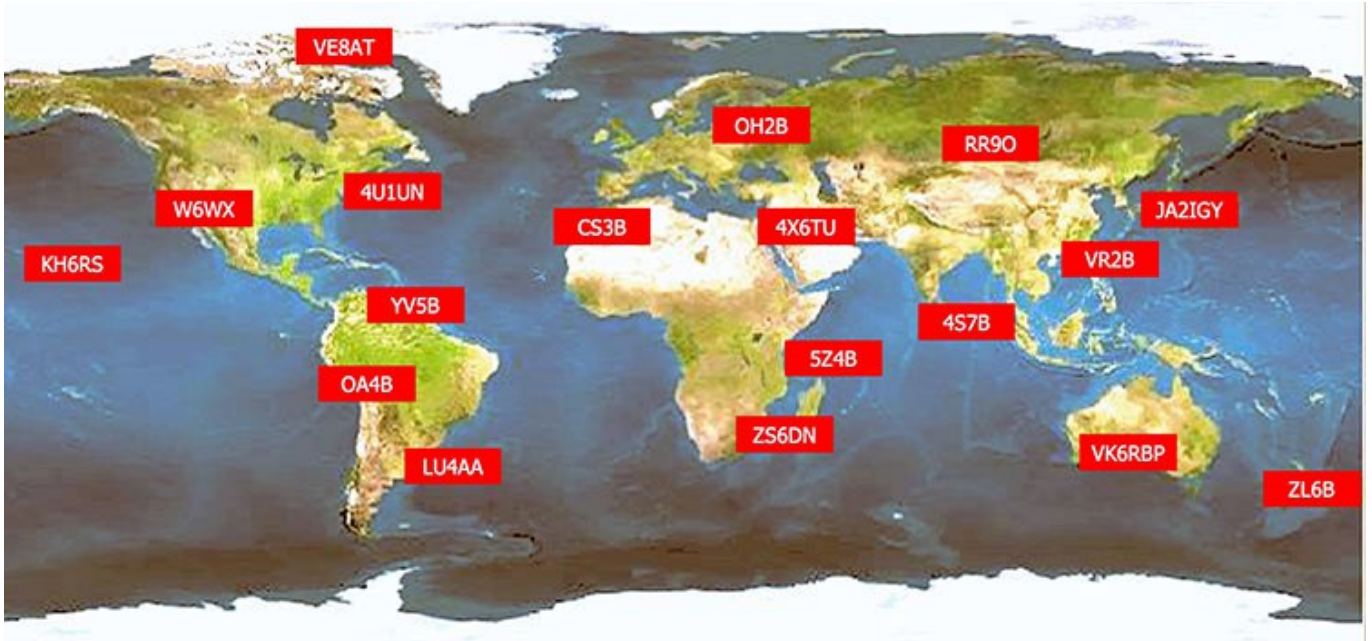 VE8AT
OH2B
RR9O
4U1UN
W6WX
JA2IGY
CS3B
4X6TU
KH6RS
VR2B
YV5B
4S7B
5Z4B
OA4B
ZS6DN
VK6RBP
LU4AA
ZL6B